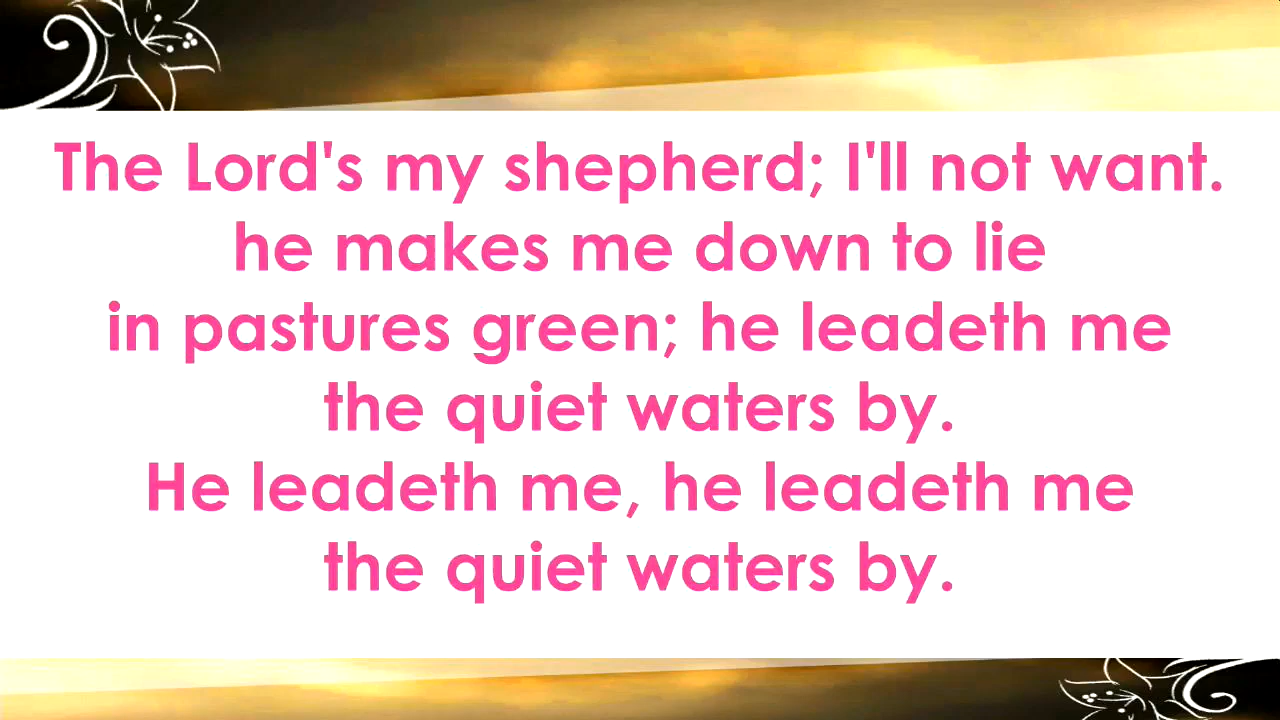 The Lord's my shepherd; I'll not want.
he makes me down to lie
in pastures green; he leadeth me
the quiet waters by.
He leadeth me, he leadeth me
the quiet waters by.